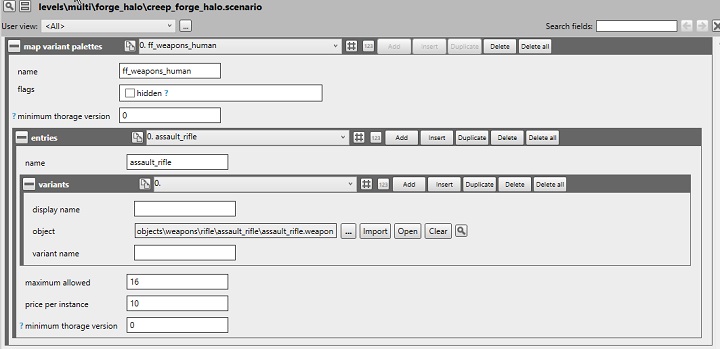 levels\multi\forge_halo\creep_forge_halo.scenario
User view: <All> ... Search fields:
map variant palettes 0. ff_weapons_human 123 Add Insert Duplicate Delete Delete all
name ff_weapons_human
flags hidden ?
? minimum thorage version 0
entries 0. assault_rifle 123 Add Insert Duplicate Delete Delete all
name assault_rifle
variants 0. 123 Add Insert Duplicate Delete Delete all
display name
object objects\weapons\rifle\assault_rifle\assault_rifle.weapon ... Import Open Clear
variant name
maximum allowed 16
price per instance 10
? minimum thorage version 0